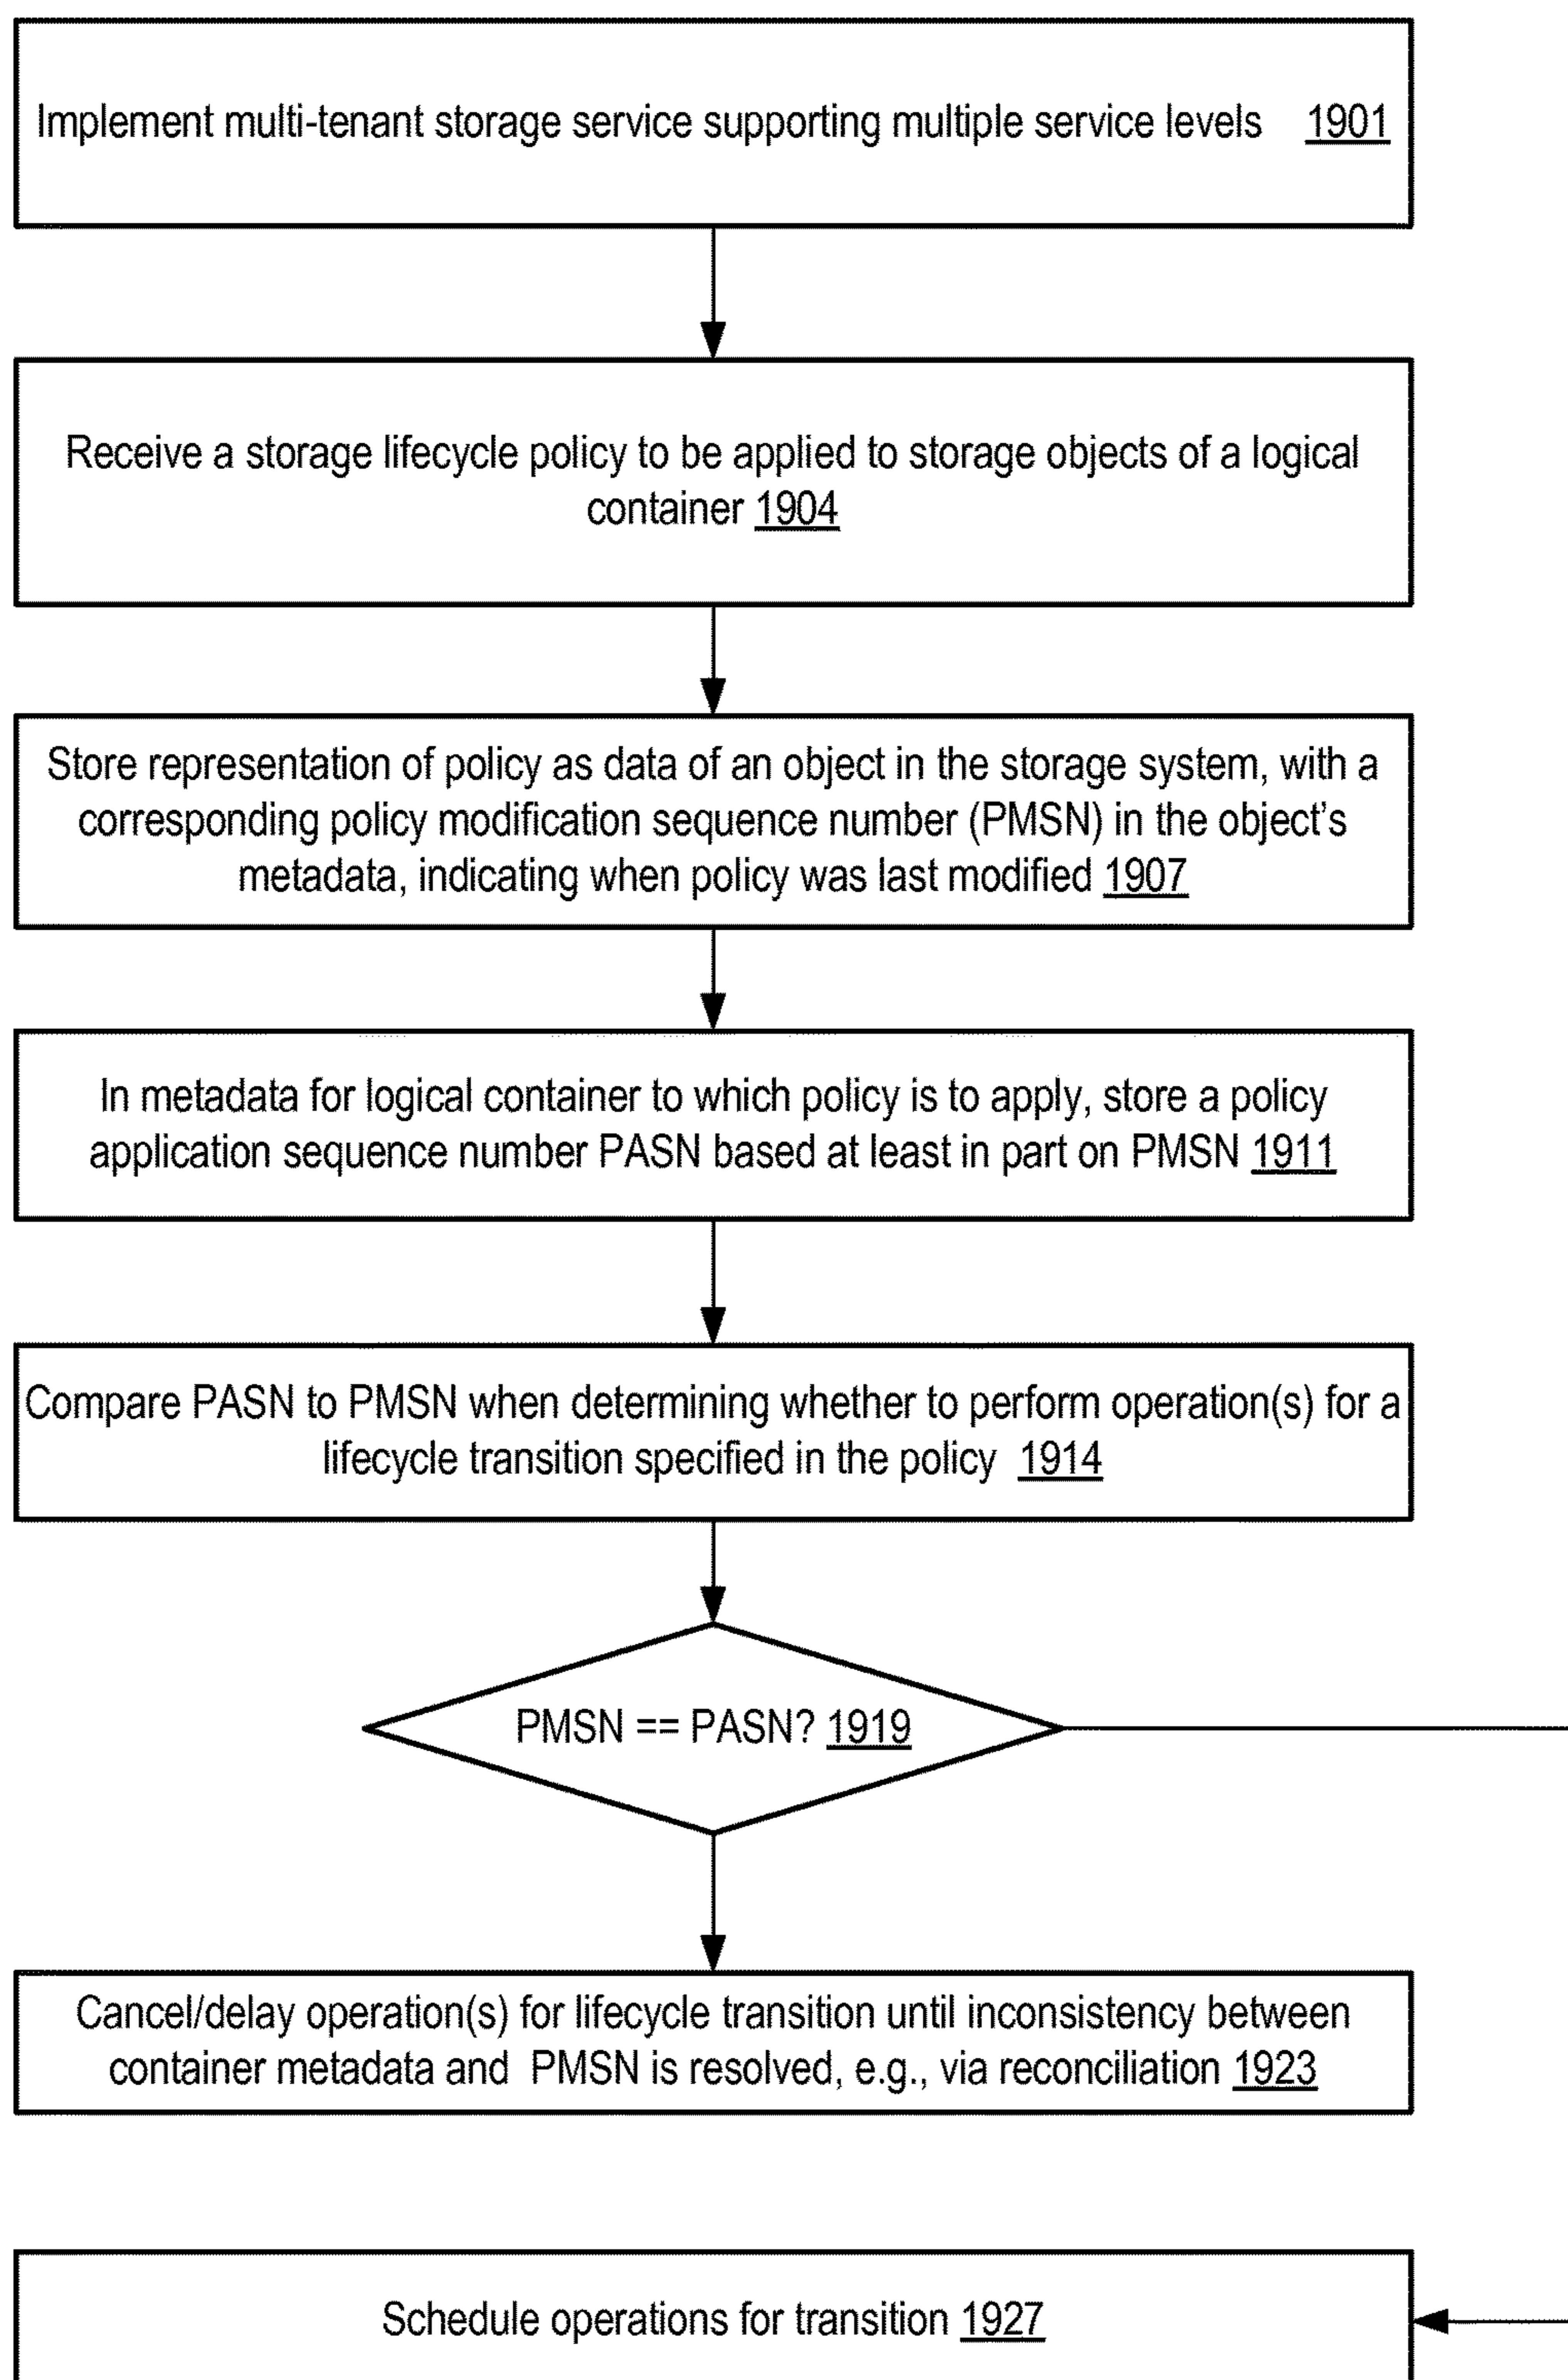 Implement multi-tenant storage service supporting multiple service levels 1901
Receive a storage lifecycle policy to be applied to storage objects of a logical
container 1904
Store representation of policy as data of an object in the storage system, with a
corresponding policy modification sequence number (PMSN) in the object's
metadata, indicating when policy was last modified 1907
In metadata for logical container to which policy is to apply, store a policy
application sequence number PASN based at least in part on PMSN 1911
Compare PASN to PMSN when determining whether to perform operation(s) for a
lifecycle transition specified in the policy 1914
PMSN == PASN? 1919
Cancel/delay operation(s) for lifecycle transition until inconsistency between
container metadata and PMSN is resolved, e.g., via reconciliation 1923
Schedule operations for transition 1927